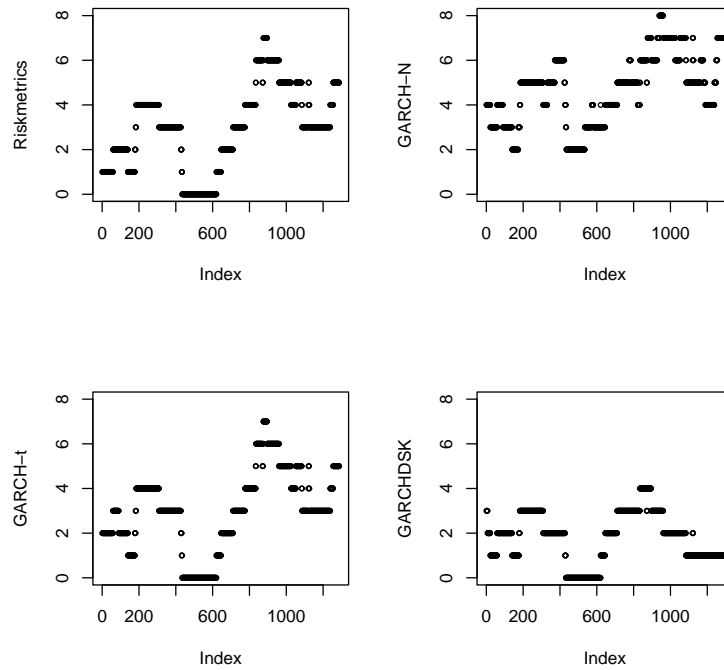 Riskmetrics
0 2 4 6 8
0 200 600 1000
Index
GARCH−N
0 2 4 6 8
0 200 600 1000
Index
GARCH−t
0 2 4 6 8
0 200 600 1000
Index
GARCHDSK
0 2 4 6 8
0 200 600 1000
Index